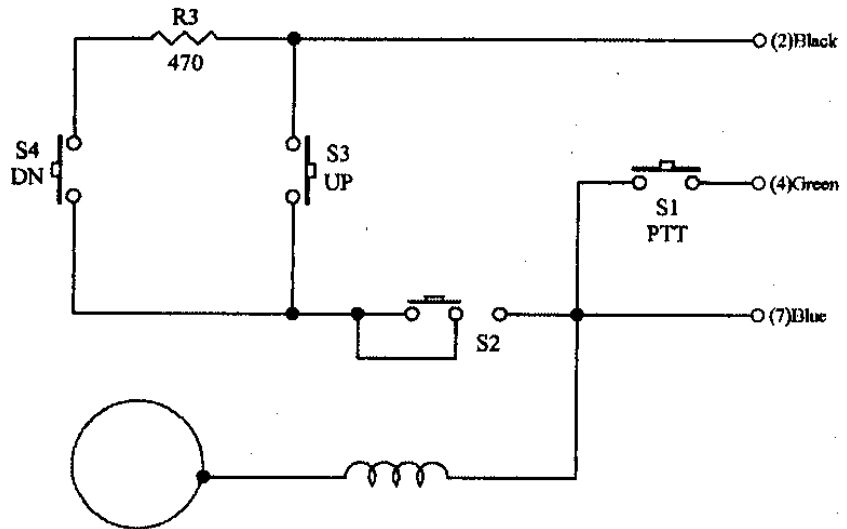 R3
470
(2)Black
S4
DN
S3
UP
S1
PTT
(4)Green
S2
(7)Blue